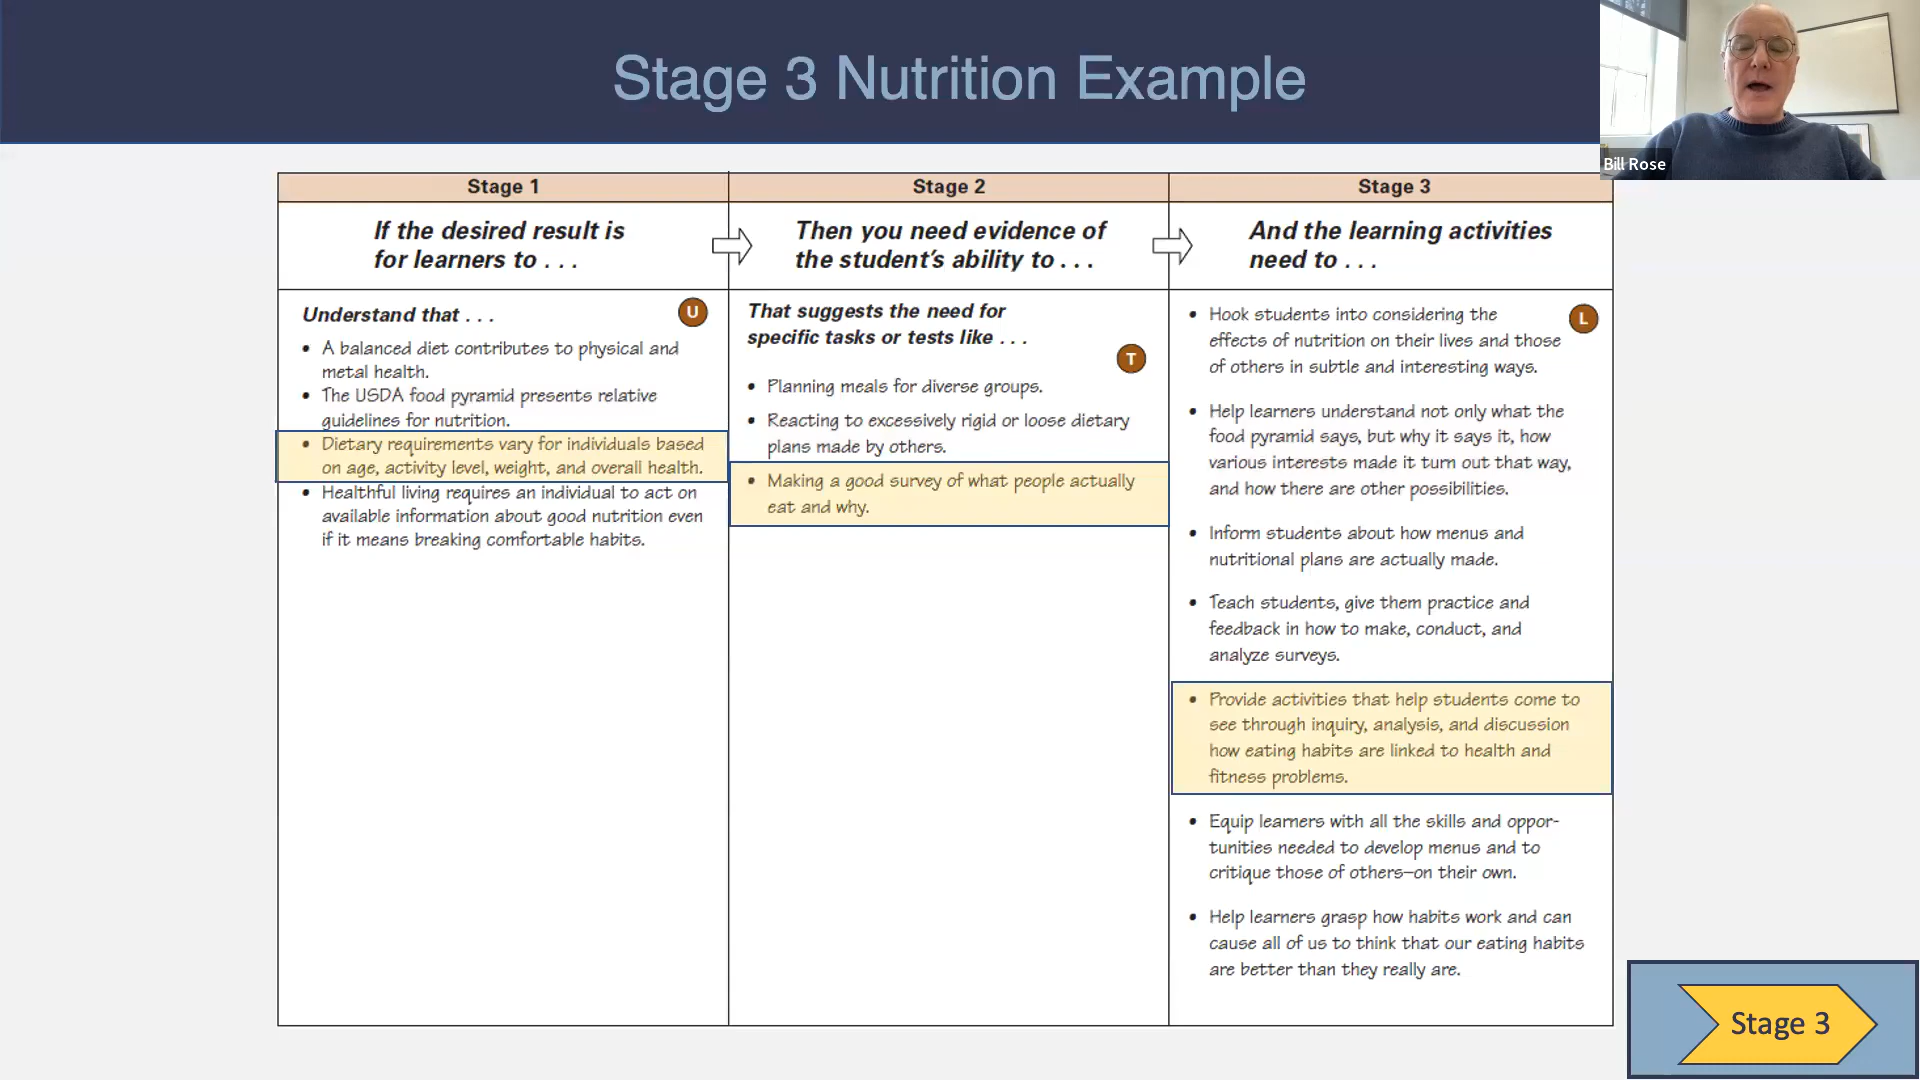 Stage 3 Nutrition Example
Bill Rose
Stage 1
Stage 2
Stage 3
If the desired result is
for learners to . . .
Then you need evidence of
the student's ability to . . .
And the learning activities
need to . . .
Understand that . . .
U
• A balanced diet contributes to physical and
metal health.
• The USDA food pyramid presents relative
guidelines for nutrition.
• Dietary requirements vary for individuals based
on age, activity level, weight, and overall health.
• Healthful living requires an individual to act on
available information about good nutrition even
if it means breaking comfortable habits.
That suggests the need for
specific tasks or tests like . . .
T
• Planning meals for diverse groups.
• Reacting to excessively rigid or loose dietary
plans made by others.
• Making a good survey of what people actually
eat and why.
L
• Hook students into considering the
effects of nutrition on their lives and those
of others in subtle and interesting ways.
• Help learners understand not only what the
food pyramid says, but why it says it, how
various interests made it turn out that way,
and how there are other possibilities.
• Inform students about how menus and
nutritional plans are actually made.
• Teach students, give them practice and
feedback in how to make, conduct, and
analyze surveys.
• Provide activities that help students come to
see through inquiry, analysis, and discussion
how eating habits are linked to health and
fitness problems.
• Equip learners with all the skills and oppor-
tunities needed to develop menus and to
critique those of others—on their own.
• Help learners grasp how habits work and can
cause all of us to think that our eating habits
are better than they really are.
Stage 3